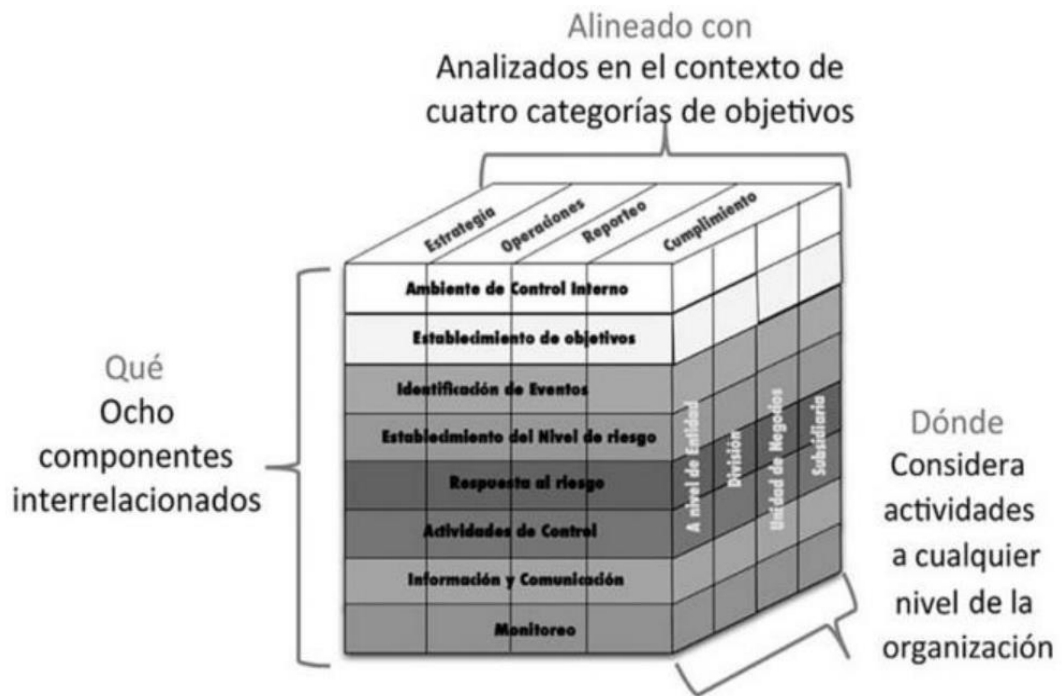 Alineado con
Analizados en el contexto de
cuatro categorías de objetivos
Estrategia
Operaciones
Reporteo
Cumplimiento
Ambiente de Control Interno
Establecimiento de objetivos
Identificación de Eventos
Establecimiento del Nivel de riesgo
Respuesta al riesgo
Actividades de Control
Información y Comunicación
Monitoreo
Qué
Ocho
componentes
interrelacionados
A nivel de Entidad
División
Unidad de Negocios
Subsidiaria
Dónde
Considera
actividades
a cualquier
nivel de la
organización